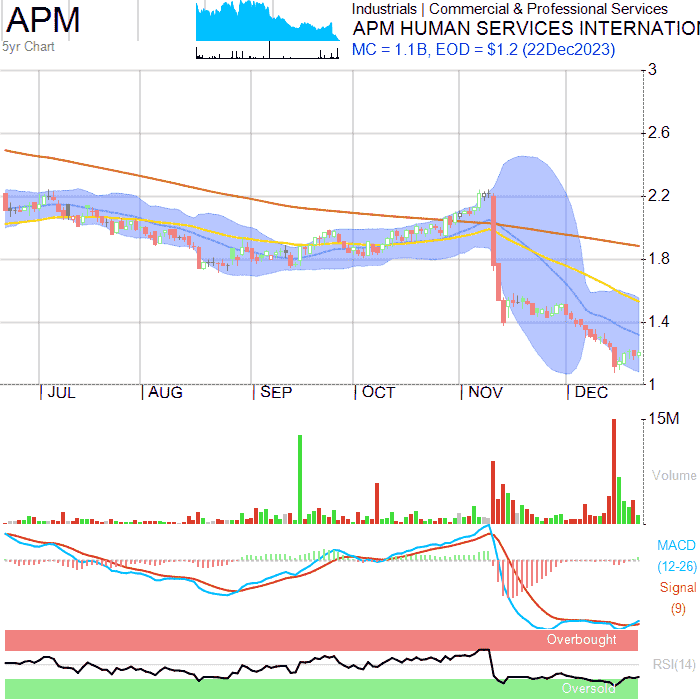 APM
5yr Chart
Industrials | Commercial & Professional Services
APM HUMAN SERVICES INTERNATION
MC = 1.1B, EOD = $1.2 (22Dec2023)
3
2.6
2.2
1.8
1.4
1
| JUL | AUG | SEP | OCT | NOV | DEC
15M
Volume
MACD
(12-26)
Signal
(9)
Overbought
RSI(14)
Oversold